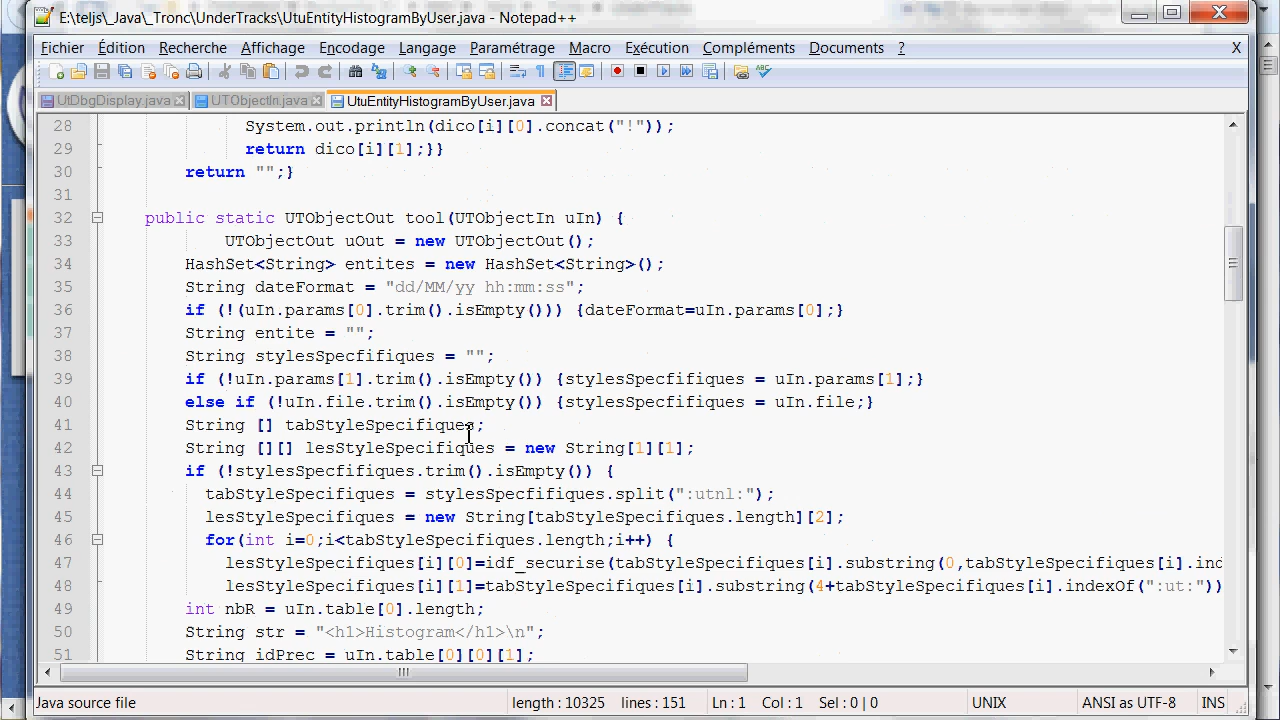 E:\teljs\_Java\_Tronc\UnderTracks\UtuEntityHistogramByUser.java - Notepad++
Fichier Édition Recherche Affichage Encodage Langage Paramétrage Macro Exécution Compléments Documents ? X
UtDbgDisplay.java UTObjectIn.java UtuEntityHistogramByUser.java
28 System.out.println(dico[i][0].concat("!"));
29 return dico[i][1];}}
30 return "";}
31
32 public static UTObjectOut tool(UTObjectIn uIn) {
33 UTObjectOut uOut = new UTObjectOut();
34 HashSet<String> entites = new HashSet<String>();
35 String dateFormat = "dd/MM/yy hh:mm:ss";
36 if (!(uIn.params[0].trim().isEmpty())) {dateFormat=uIn.params[0];}
37 String entite = "";
38 String stylesSpecfifiques = "";
39 if (!uIn.params[1].trim().isEmpty()) {stylesSpecfifiques = uIn.params[1];}
40 else if (!uIn.file.trim().isEmpty()) {stylesSpecfifiques = uIn.file;}
41 String [] tabStyleSpecifiques;
42 String [][] lesStyleSpecifiques = new String[1][1];
43 if (!stylesSpecfifiques.trim().isEmpty()) {
44 tabStyleSpecifiques = stylesSpecfifiques.split(":utnl:");
45 lesStyleSpecifiques = new String[tabStyleSpecifiques.length][2];
46 for(int i=0;i<tabStyleSpecifiques.length;i++) {
47 lesStyleSpecifiques[i][0]=idf_securise(tabStyleSpecifiques[i].substring(0,tabStyleSpecifiques[i].ind
48 lesStyleSpecifiques[i][1]=tabStyleSpecifiques[i].substring(4+tabStyleSpecifiques[i].indexOf(":ut:"))
49 int nbR = uIn.table[0].length;
50 String str = "<h1>Histogram</h1>\n";
51 String idPrec = uIn.table[0][0][1];
Java source file length : 10325 lines : 151 Ln : 1 Col : 1 Sel : 0 | 0 UNIX ANSI as UTF-8 INS